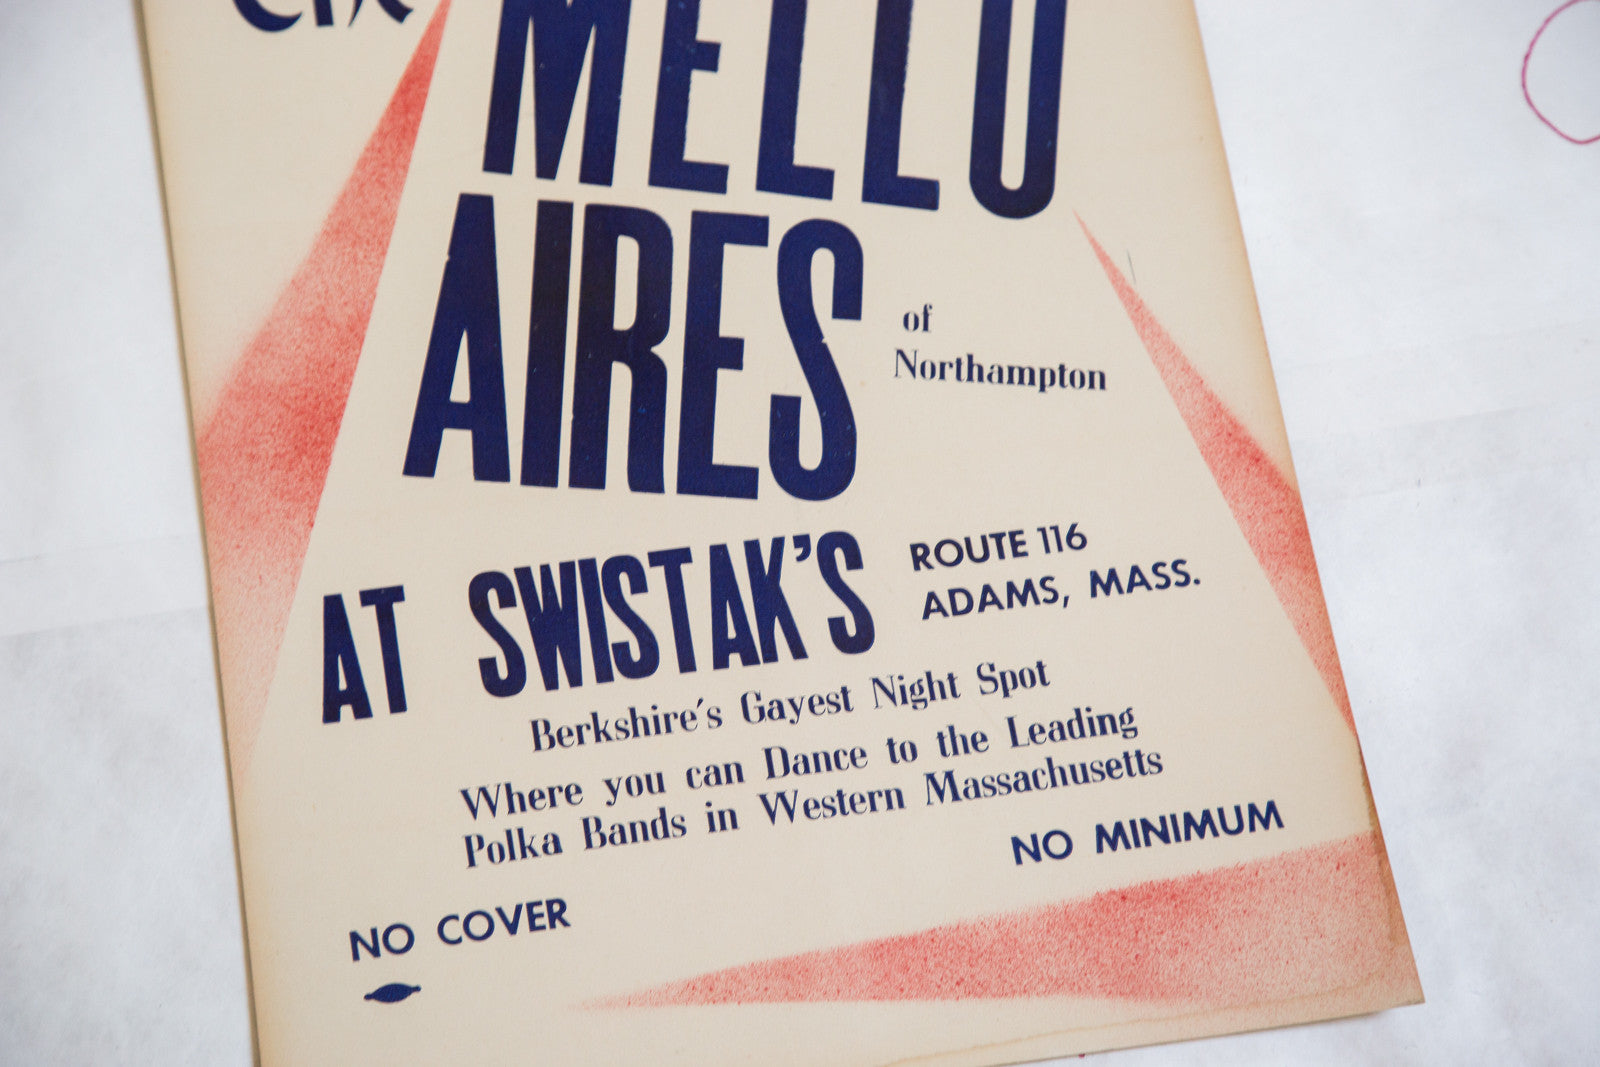 MELLO
AIRES
of
Northampton
AT SWISTAK'S
ROUTE 116
ADAMS, MASS.
Berkshire's Gayest Night Spot
Where you can Dance to the Leading
Polka Bands in Western Massachusetts
NO MINIMUM
NO COVER